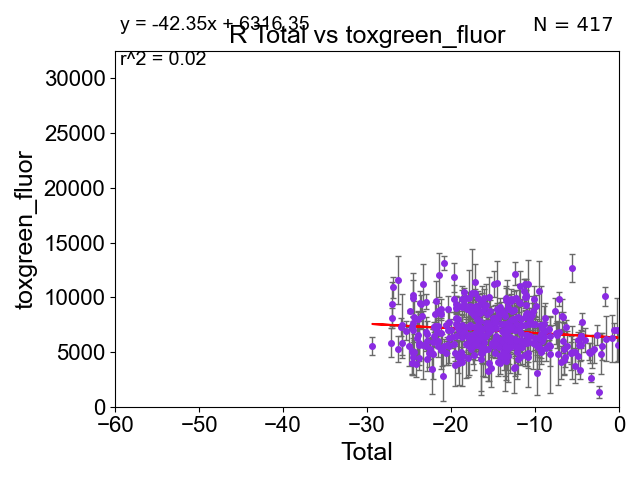 y = -42.35x + 6316.35
N = 417
R Total vs toxgreen_fluor
r^2 = 0.02
30000
25000
20000
15000
10000
5000
0
toxgreen_fluor
−60 −50 −40 −30 −20 −10 0
Total